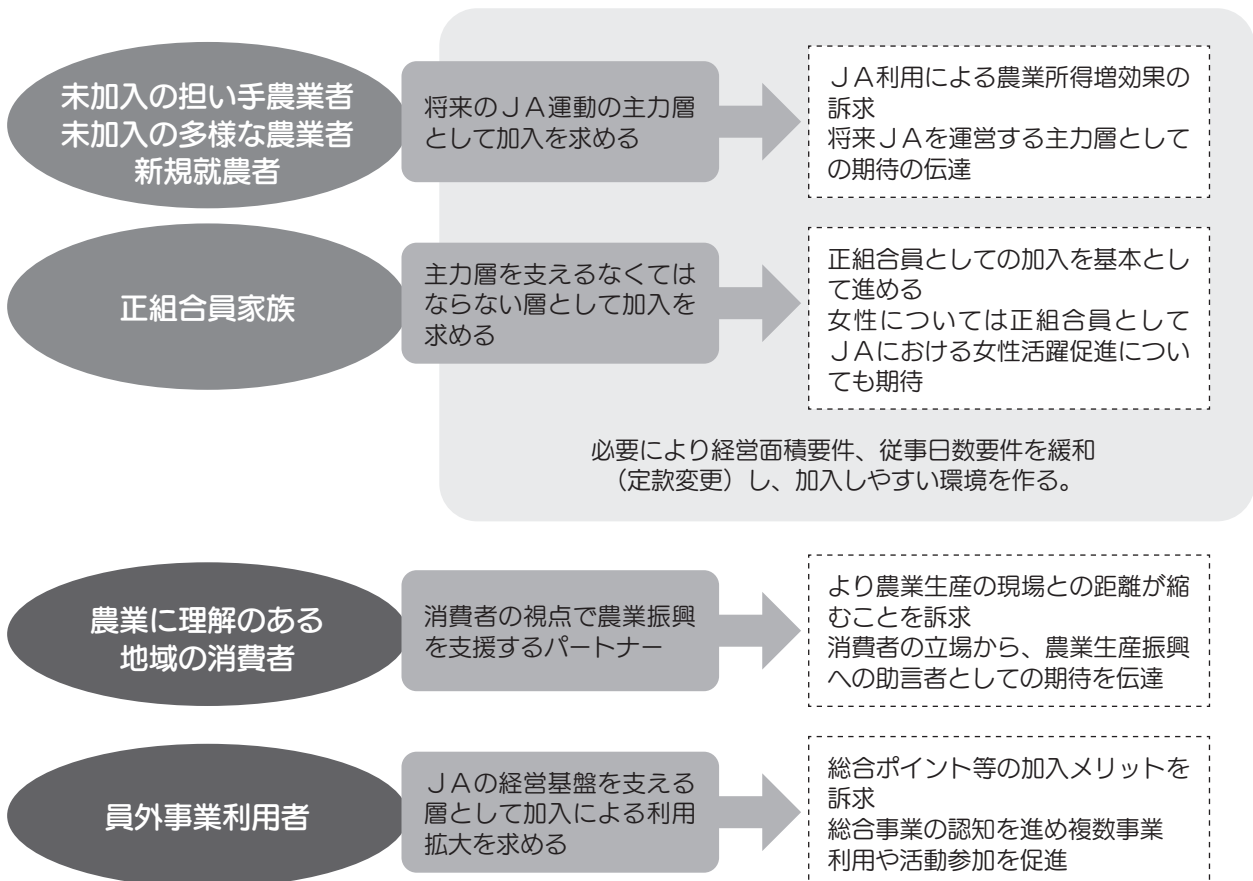 未加入の担い手農業者
未加入の多様な農業者
新規就農者
将来のＪＡ運動の主力層
として加入を求める
ＪＡ利用による農業所得増効果の
訴求
将来ＪＡを運営する主力層として
の期待の伝達
正組合員家族
主力層を支えるなくては
ならない層として加入を
求める
正組合員としての加入を基本とし
て進める
女性については正組合員として
ＪＡにおける女性活躍促進につい
ても期待
必要により経営面積要件、従事日数要件を緩和
（定款変更）し、加入しやすい環境を作る。
農業に理解のある
地域の消費者
消費者の視点で農業振興
を支援するパートナー
より農業生産の現場との距離が縮
むことを訴求
消費者の立場から、農業生産振興
への助言者としての期待を伝達
員外事業利用者
ＪＡの経営基盤を支える
層として加入による利用
拡大を求める
総合ポイント等の加入メリットを
訴求
総合事業の認知を進め複数事業
利用や活動参加を促進